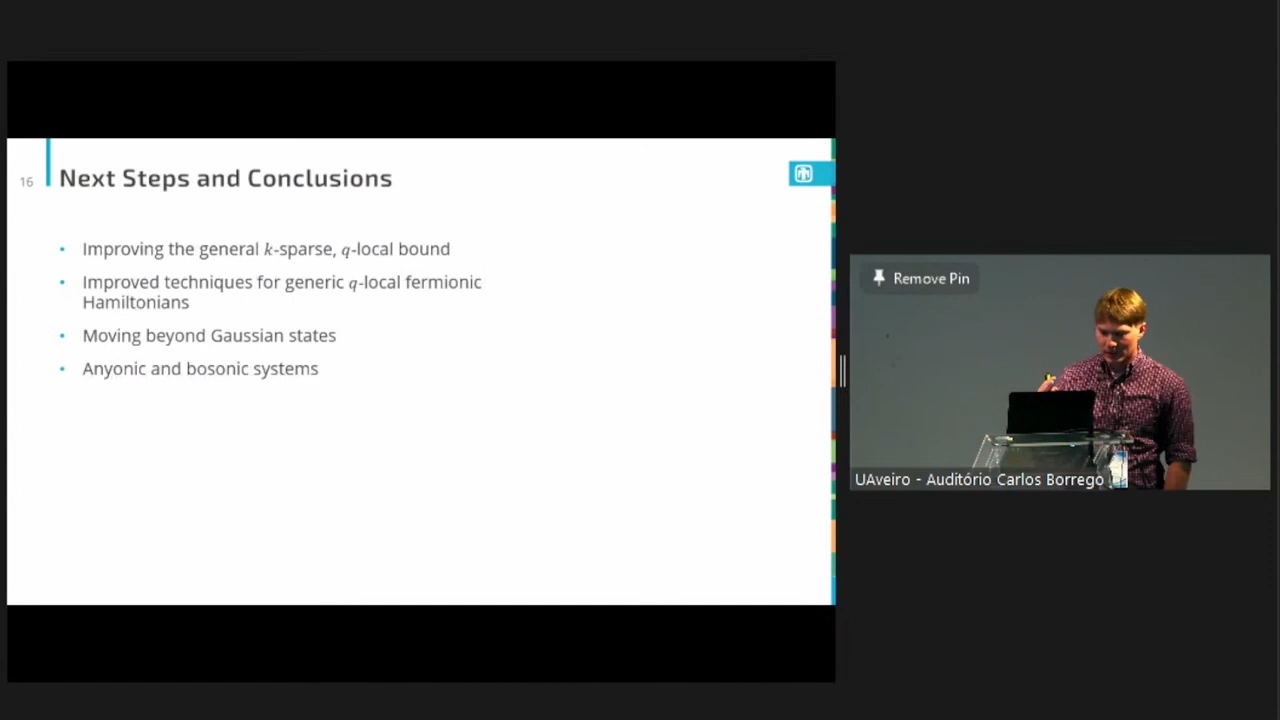 16
Next Steps and Conclusions
• Improving the general k-sparse, q-local bound
• Improved techniques for generic q-local fermionic
Hamiltonians
• Moving beyond Gaussian states
• Anyonic and bosonic systems
Remove Pin
UAveiro - Auditório Carlos Borrego